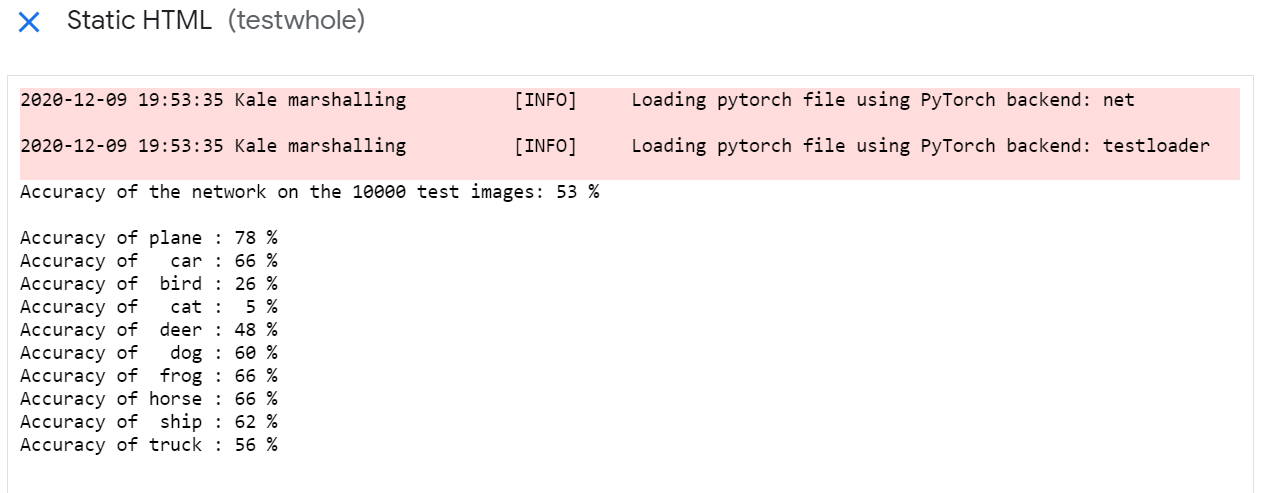 Static HTML (testwhole)
2020-12-09 19:53:35 Kale marshalling [INFO] Loading pytorch file using PyTorch backend: net
2020-12-09 19:53:35 Kale marshalling [INFO] Loading pytorch file using PyTorch backend: testloader
Accuracy of the network on the 10000 test images: 53 %
Accuracy of plane : 78 %
Accuracy of   car : 66 %
Accuracy of  bird : 26 %
Accuracy of   cat :  5 %
Accuracy of  deer : 48 %
Accuracy of   dog : 60 %
Accuracy of  frog : 66 %
Accuracy of horse : 66 %
Accuracy of  ship : 62 %
Accuracy of truck : 56 %